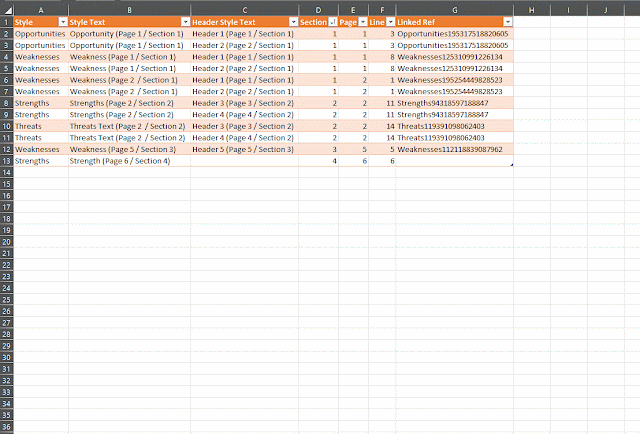 A B C D E F G H I J
1 Style Style Text Header Style Text Section Page Line Linked Ref
2 Opportunities Opportunity (Page 1 / Section 1) Header 1 (Page 1 / Section 1) 1 1 3 Opportunities195317518820605
3 Opportunities Opportunity (Page 1 / Section 1) Header 2 (Page 1 / Section 1) 1 1 3 Opportunities195317518820605
4 Weaknesses Weakness (Page 1 / Section 1) Header 1 (Page 1 / Section 1) 1 1 8 Weaknesses125310991226134
5 Weaknesses Weakness (Page 1 / Section 1) Header 2 (Page 1 / Section 1) 1 1 8 Weaknesses125310991226134
6 Weaknesses Weakness (Page 2 / Section 1) Header 1 (Page 1 / Section 1) 1 2 1 Weaknesses195254449828523
7 Weaknesses Weakness (Page 2 / Section 1) Header 2 (Page 1 / Section 1) 1 2 1 Weaknesses195254449828523
8 Strengths Strengths (Page 2 / Section 2) Header 3 (Page 2 / Section 2) 2 2 11 Strengths94318597188847
9 Strengths Strengths (Page 2 / Section 2) Header 4 (Page 4 / Section 2) 2 2 11 Strengths94318597188847
10 Threats Threats Text (Page 2 / Section 2) Header 3 (Page 3 / Section 2) 2 2 14 Threats119391098062403
11 Threats Threats Text (Page 2 / Section 2) Header 4 (Page 4 / Section 2) 2 2 14 Threats119391098062403
12 Weaknesses Weakness (Page 5 / Section 3) Header 5 (Page 5 / Section 3) 3 5 5 Weaknesses112118839087962
13 Strengths Strength (Page 6 / Section 4) 4 6 6
14
15
16
17
18
19
20
21
22
23
24
25
26
27
28
29
30
31
32
33
34
35
36